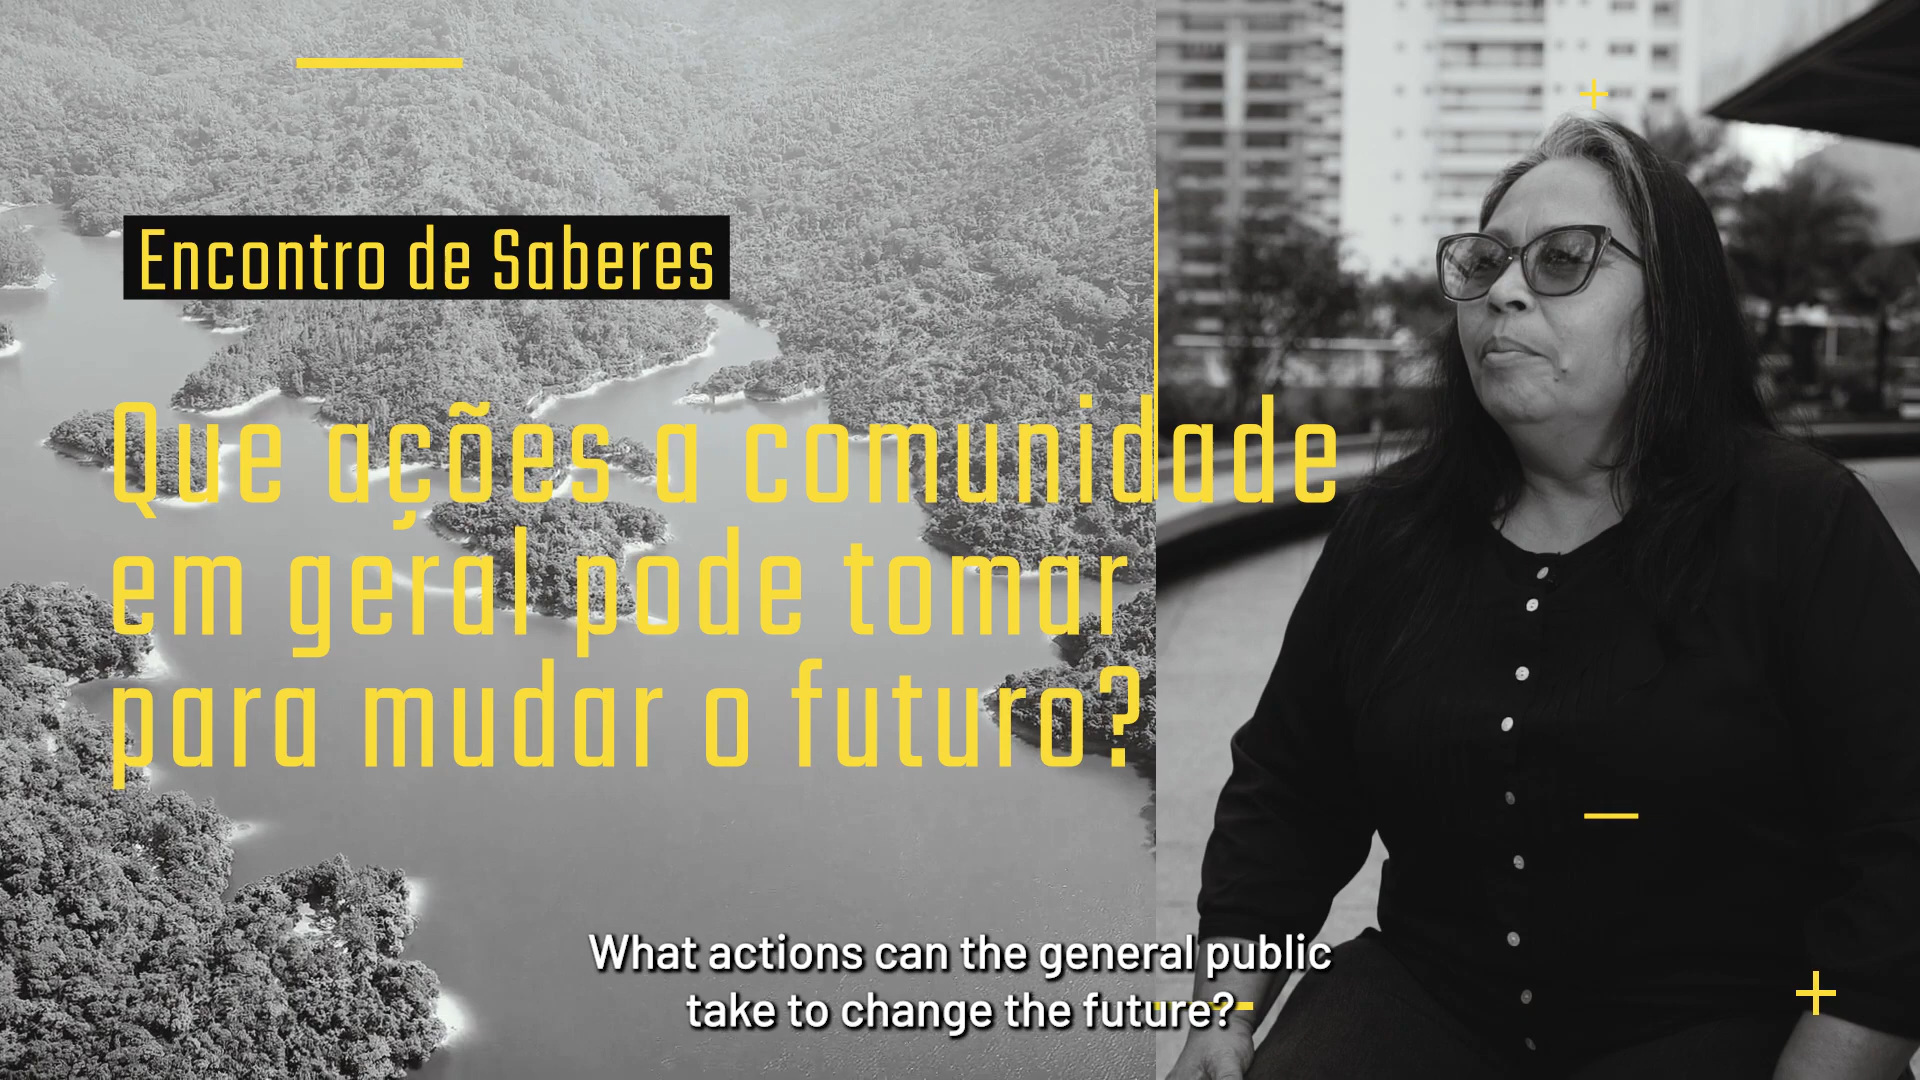 Encontro de Saberes
Que ações a comunidade
em geral pode tomar
para mudar o futuro?
What actions can the general public
take to change the future?